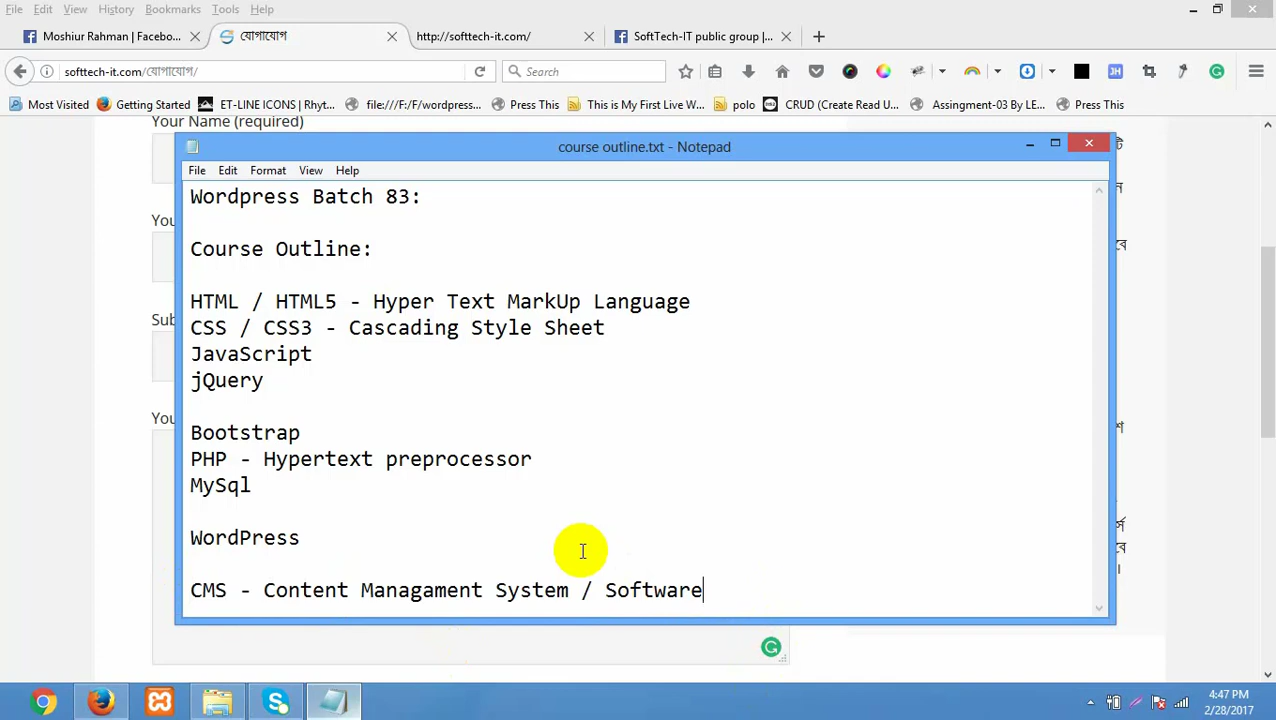 File Edit View History Bookmarks Tools Help
Moshiur Rahman | Facebo...
যোগাযোগ
http://softtech-it.com/
SoftTech-IT public group |...
softtech-it.com/যোগাযোগ/
Search
Most Visited
Getting Started
ET-LINE ICONS | Rhyt...
file:///F:/F/wordpress...
Press This
This is My First Live W...
polo
CRUD (Create Read U...
Assingment-03 By LE...
Press This
Your Name (required)
course outline.txt - Notepad
File Edit Format View Help
Wordpress Batch 83:
Course Outline:
HTML / HTML5 - Hyper Text MarkUp Language
CSS / CSS3 - Cascading Style Sheet
JavaScript
jQuery
Bootstrap
PHP - Hypertext preprocessor
MySql
WordPress
CMS - Content Managament System / Software
You
Sub
You
4:47 PM
2/28/2017